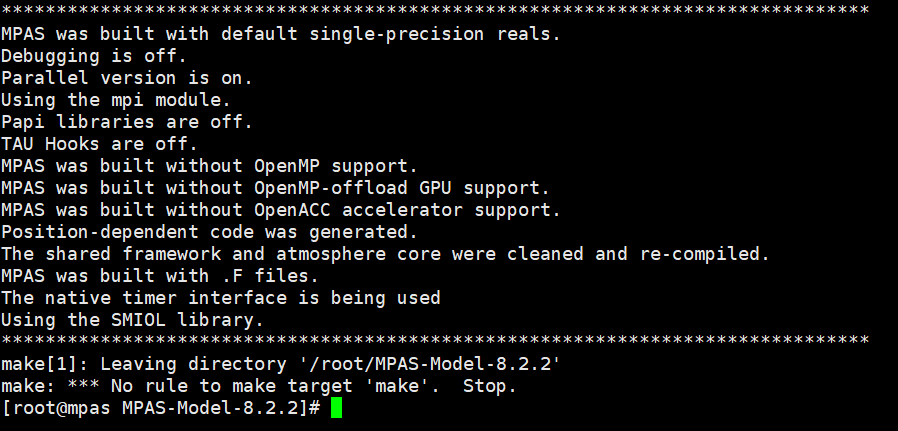 *******************************************************************************
MPAS was built with default single-precision reals.
Debugging is off.
Parallel version is on.
Using the mpi module.
Papi libraries are off.
TAU Hooks are off.
MPAS was built without OpenMP support.
MPAS was built without OpenMP-offload GPU support.
MPAS was built without OpenACC accelerator support.
Position-dependent code was generated.
The shared framework and atmosphere core were cleaned and re-compiled.
MPAS was built with .F files.
The native timer interface is being used
Using the SMIOL library.
*******************************************************************************
make[1]: Leaving directory '/root/MPAS-Model-8.2.2'
make: *** No rule to make target 'make'.  Stop.
[root@mpas MPAS-Model-8.2.2]#